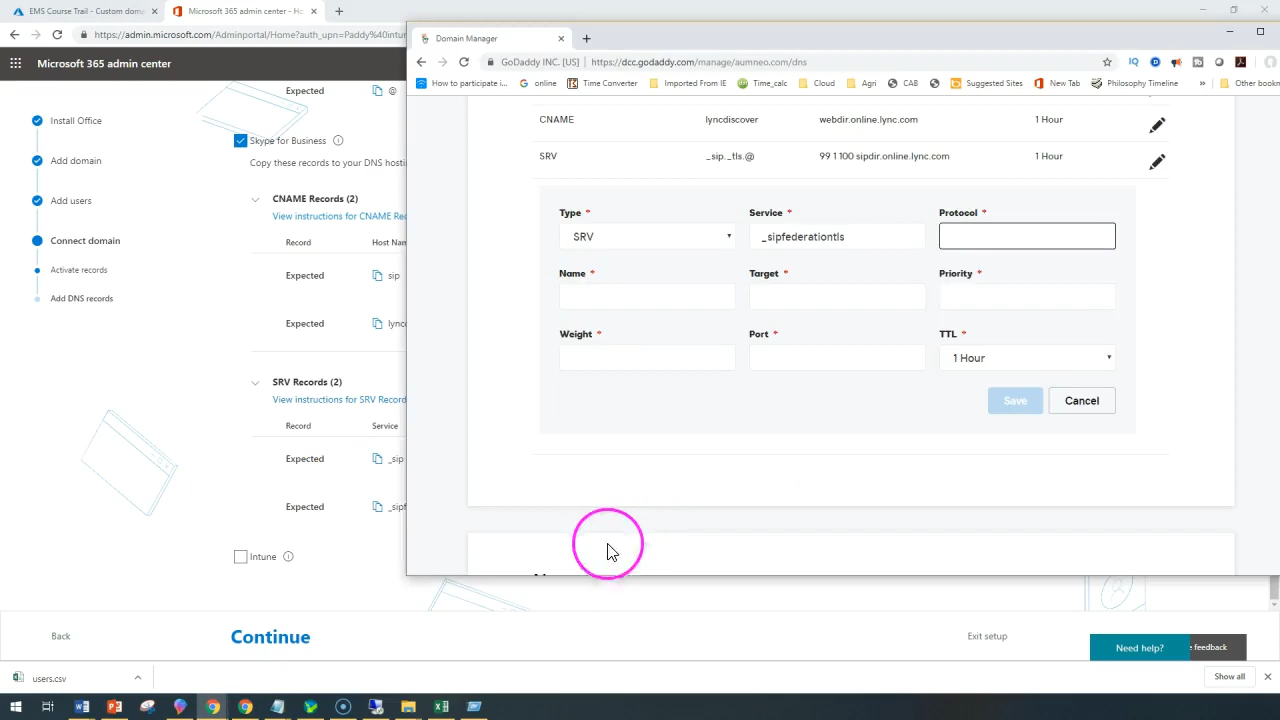 EMS Course Trail - Custom doma
Microsoft 365 admin center - H
https://admin.microsoft.com/Adminportal/Home?auth_upn=Paddy%40intu
Microsoft 365 admin center
Install Office
Add domain
Add users
Connect domain
Activate records
Add DNS records
Expected @
Skype for Business
Copy these records to your DNS hosti
CNAME Records (2)
View instructions for CNAME Rec
Record Host Nam
Expected sip
Expected lyncd
SRV Records (2)
View instructions for SRV Record
Record Service
Expected _sip
Expected _sipf
Intune
Back
Continue
Exit setup
Need help?
e feedback
users.csv
Show all
Domain Manager
GoDaddy INC. [US] | https://dcc.godaddy.com/manage/aumneo.com/dns
How to participate i
online
Time Converter
Imported From IE
Time_calc
Cloud
Agri
CAB
Suggested Sites
New Tab
Philosophy Timeline
»
Other bookm
CNAME lyncdiscover webdir.online.lync.com 1 Hour
SRV _sip._tls.@ 99 1 100 sipdir.online.lync.com 1 Hour
Type * Service * Protocol *
SRV _sipfederationtls
Name * Target * Priority *
Weight * Port * TTL *
1 Hour
Save Cancel